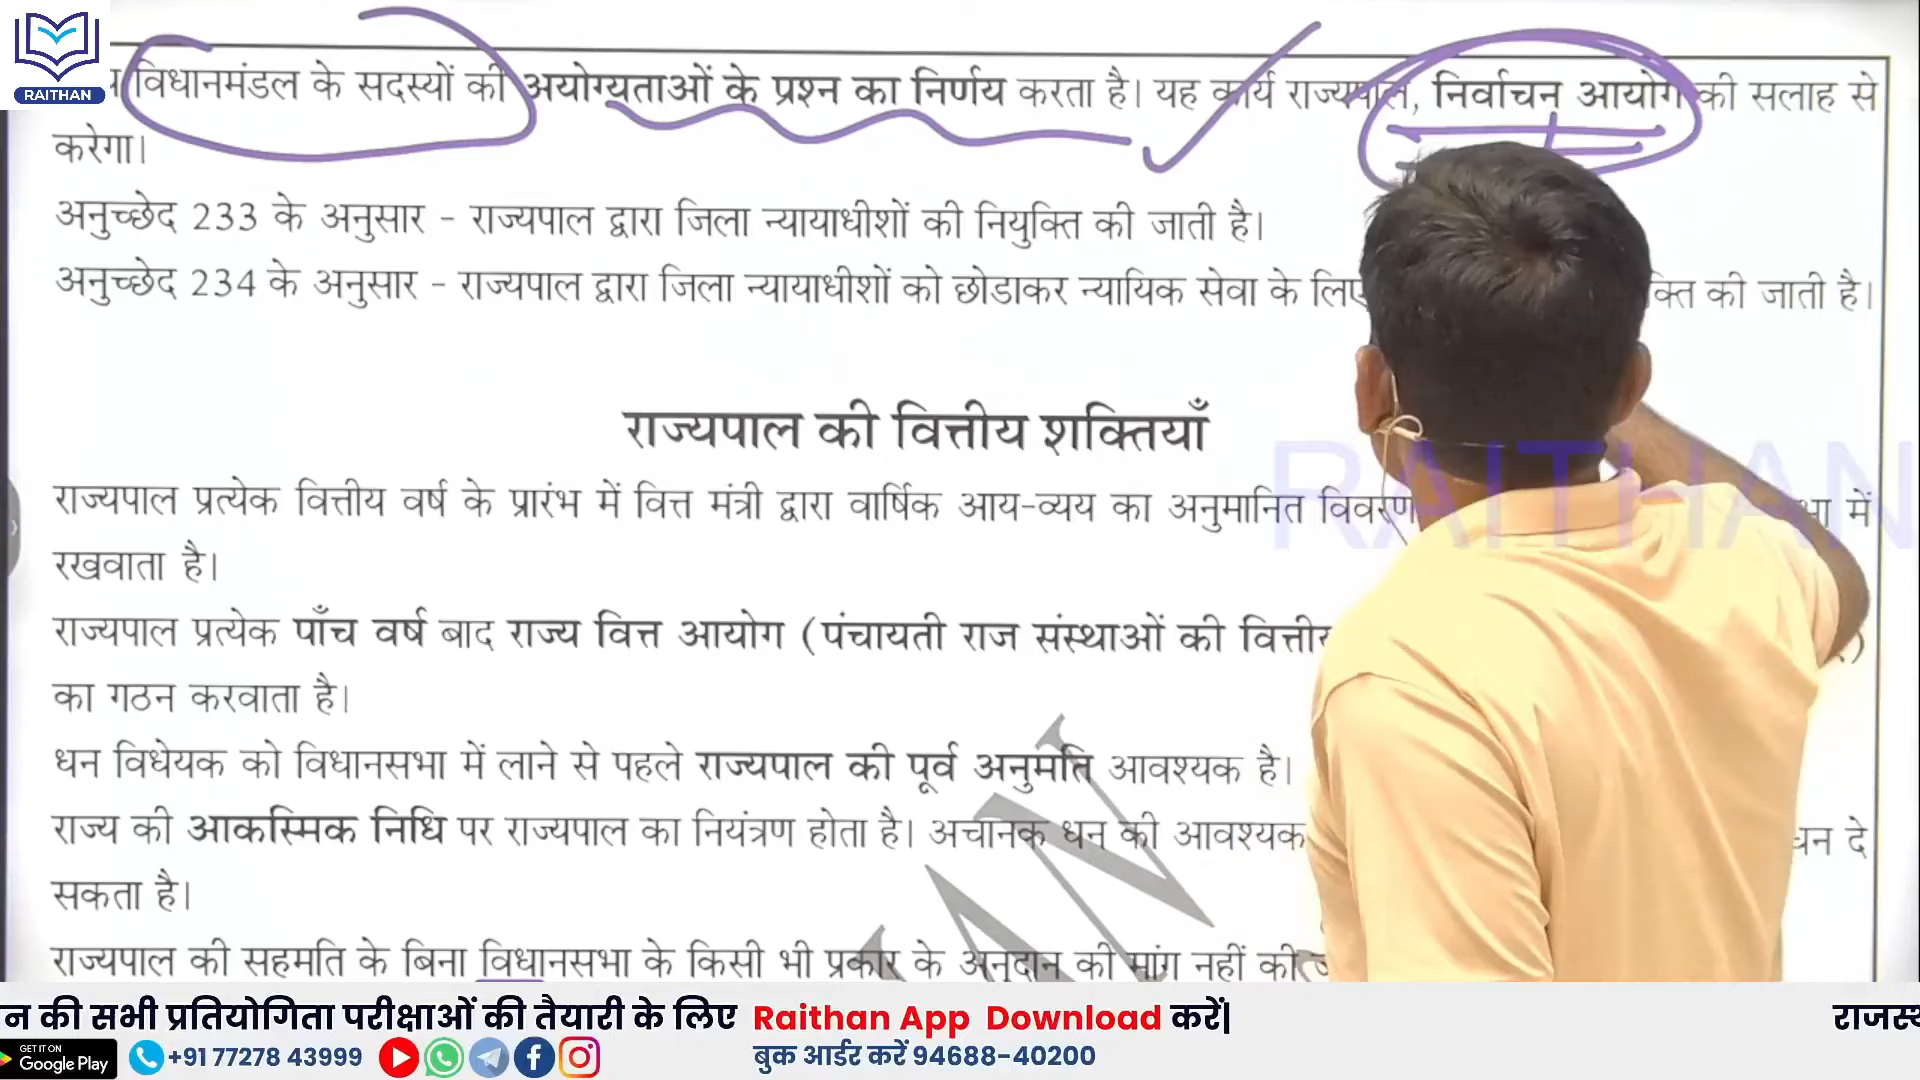 RAITHAN
विधानमंडल के सदस्यों की अयोग्यताओं के प्रश्न का निर्णय करता है। यह कार्य राज्यपाल, निर्वाचन आयोग की सलाह से
करेगा।
अनुच्छेद 233 के अनुसार - राज्यपाल द्वारा जिला न्यायाधीशों की नियुक्ति की जाती है।
अनुच्छेद 234 के अनुसार - राज्यपाल द्वारा जिला न्यायाधीशों को छोडाकर न्यायिक सेवा के लिए की जाती है।
राज्यपाल की वित्तीय शक्तियाँ
RAITHAN
राज्यपाल प्रत्येक वित्तीय वर्ष के प्रारंभ में वित्त मंत्री द्वारा वार्षिक आय-व्यय का अनुमानित विवरण में
रखवाता है।
राज्यपाल प्रत्येक पाँच वर्ष बाद राज्य वित्त आयोग (पंचायती राज संस्थाओं की
का गठन करवाता है।
धन विधेयक को विधानसभा में लाने से पहले राज्यपाल की पूर्व अनुमति आवश्यक है।
राज्य की आकस्मिक निधि पर राज्यपाल का नियंत्रण होता है। अचानक धन की धन दे
सकता है।
राज्यपाल की सहमति के बिना विधानसभा के किसी भी प्रकार के अनुदान की मांग नहीं की
न की सभी प्रतियोगिता परीक्षाओं की तैयारी के लिए Raithan App Download करें|
GET IT ON
Google Play
+91 77278 43999
बुक आर्डर करें 94688-40200